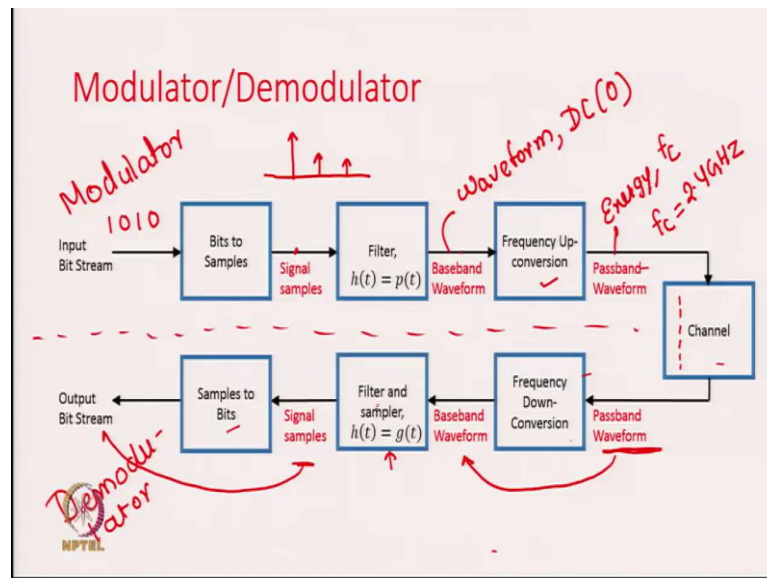 Modulator/Demodulator
Modulator
1010
Waveform, DC(0)
Energy, fc
fc = 2.4GHz
Input
Bit Stream
Bits to
Samples
Signal
samples
Filter,
h(t) = p(t)
Baseband
Waveform
Frequency Up-
conversion
Passband
Waveform
Channel
Output
Bit Stream
Samples to
Bits
Signal
samples
Filter and
sampler,
h(t) = g(t)
Baseband
Waveform
Frequency
Down-
Conversion
Passband
Waveform
Demodu-
lator
NPTEL